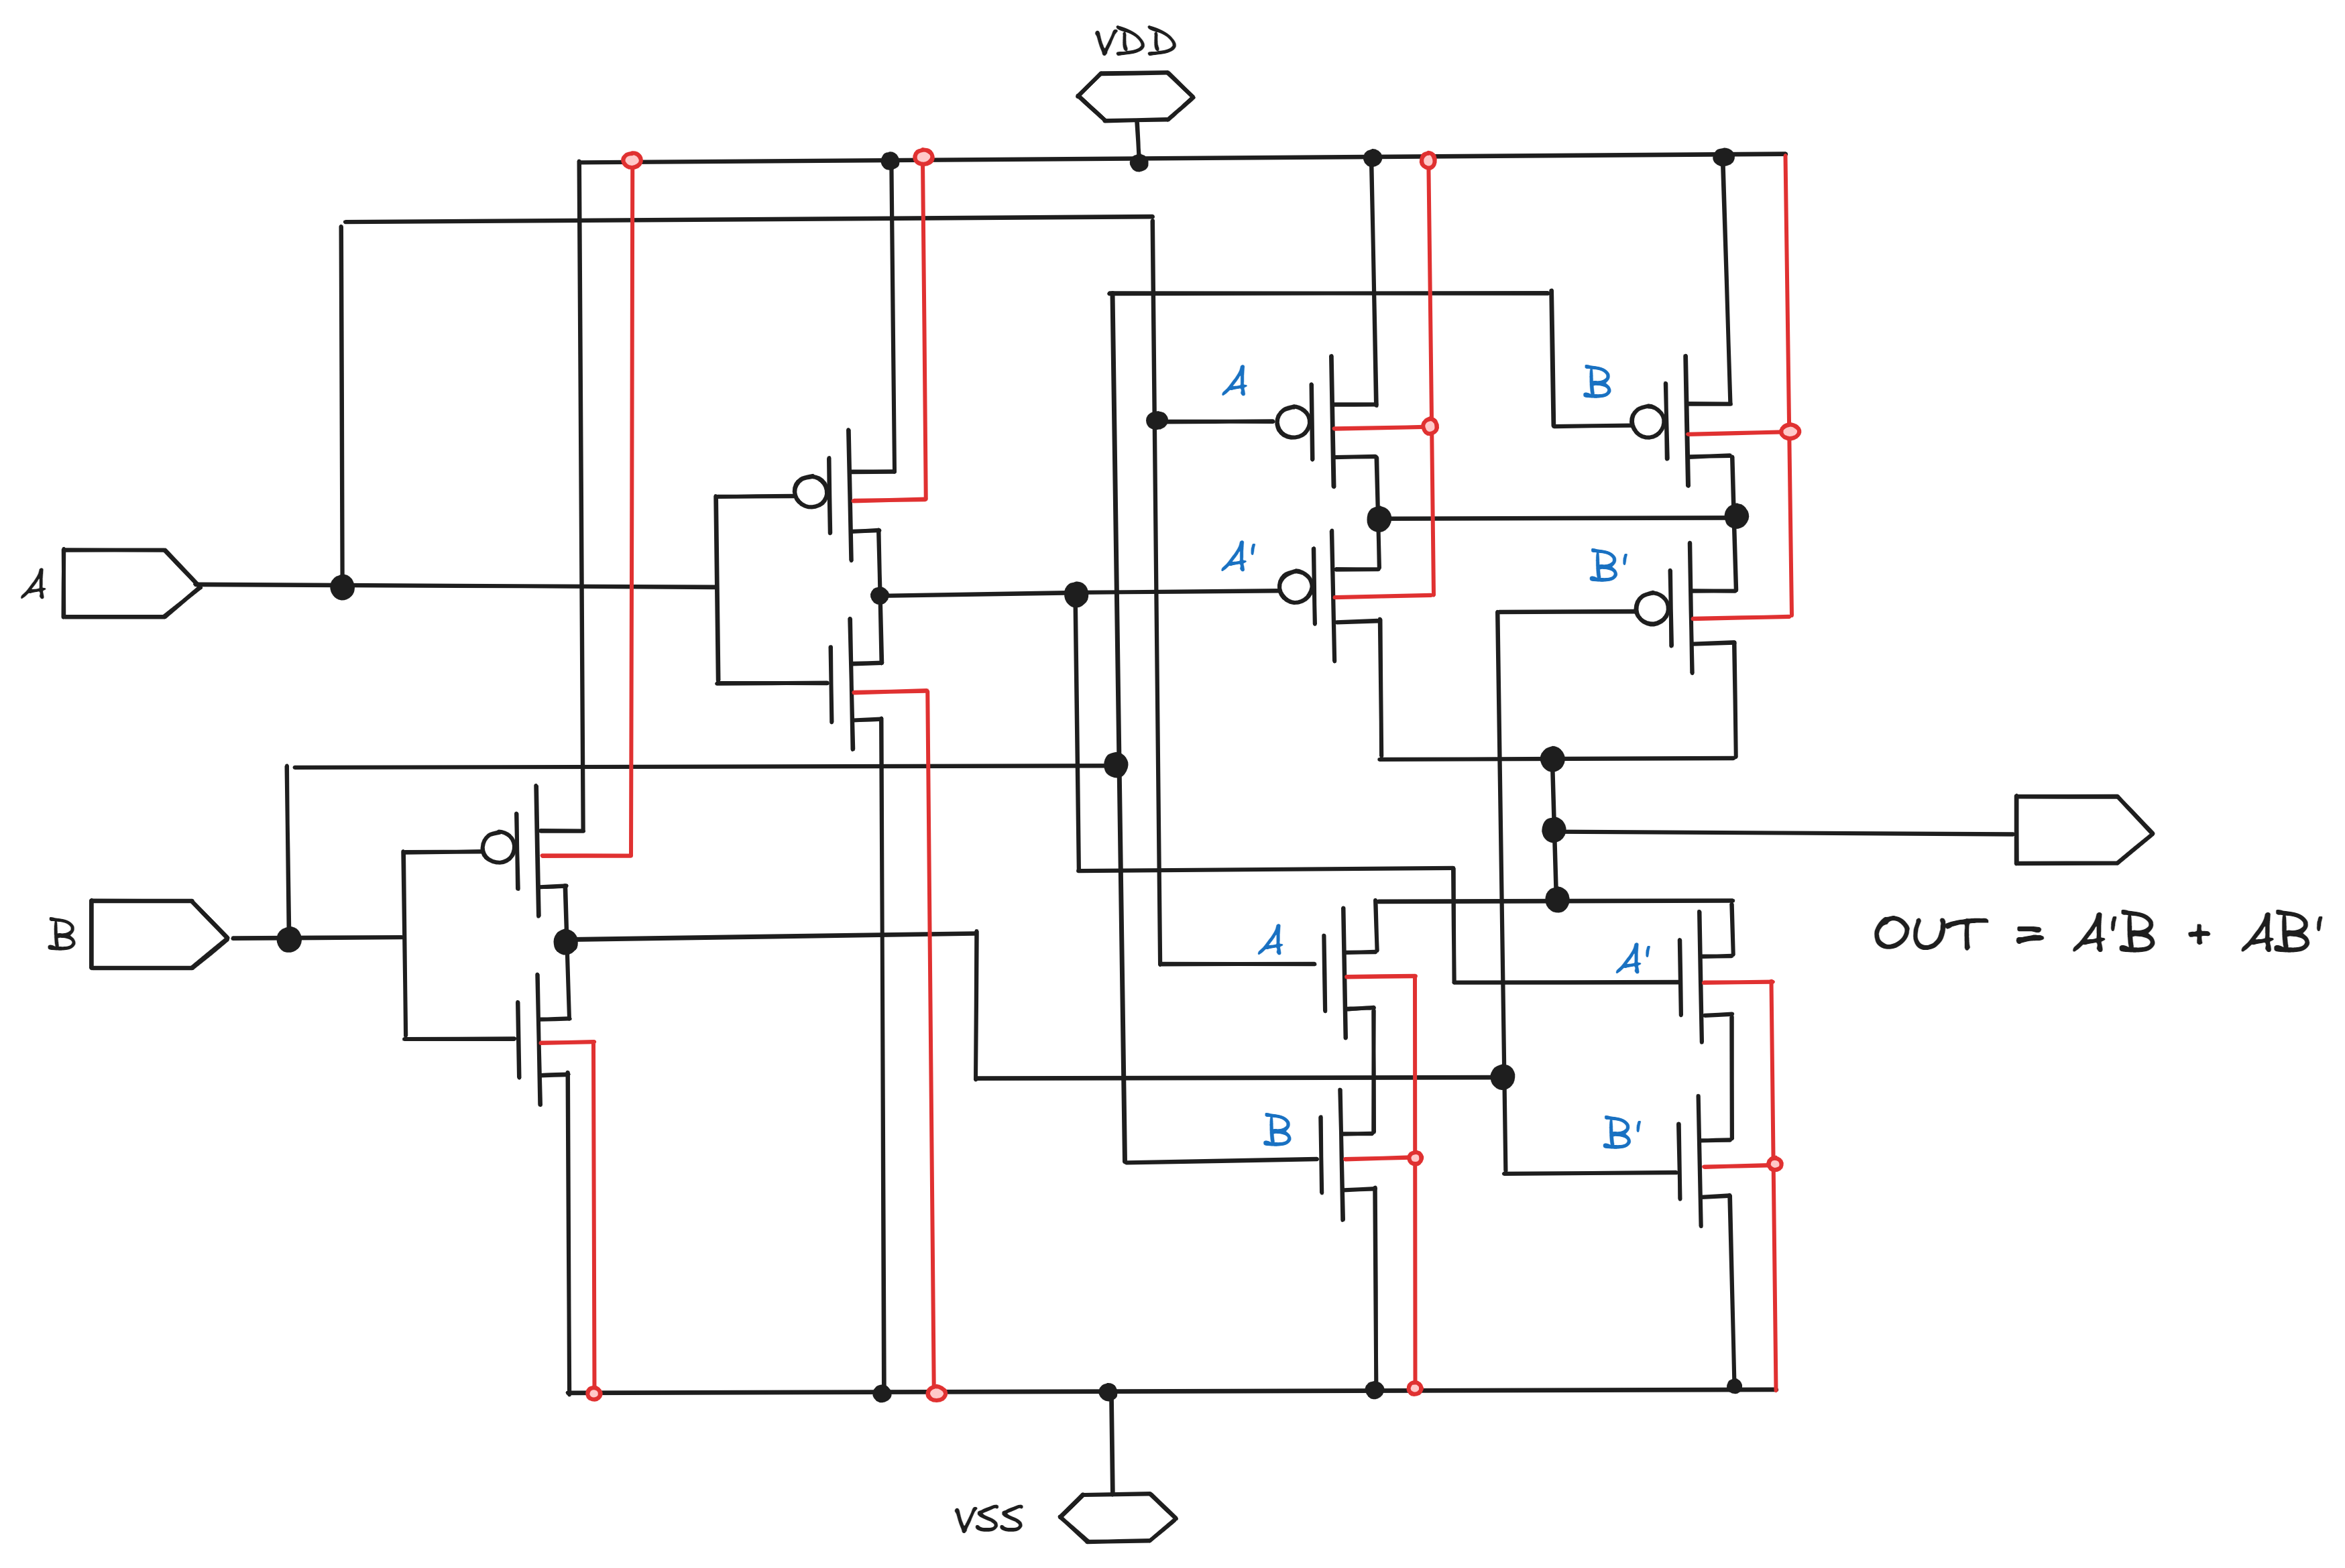 VDD
A B
A' B'
A
B
A A'
OUT = A'B + AB'
B B'
VSS